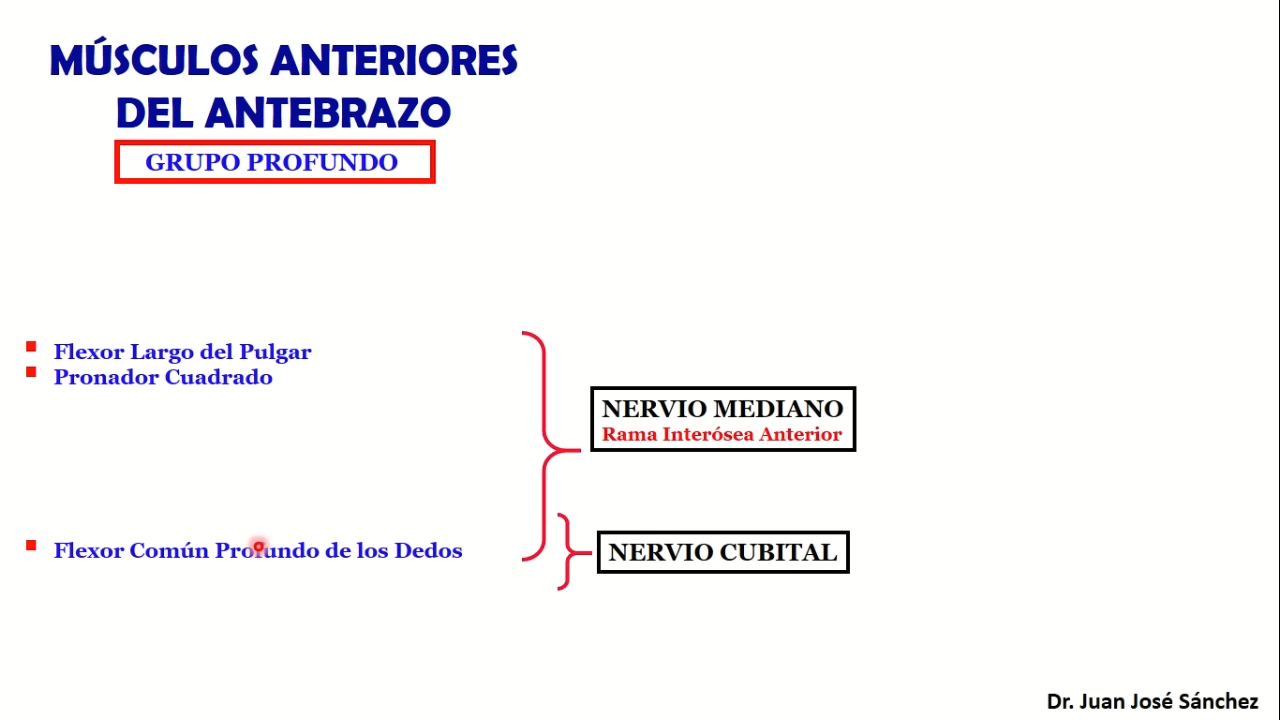 MÚSCULOS ANTERIORES
DEL ANTEBRAZO
GRUPO PROFUNDO
Flexor Largo del Pulgar
Pronador Cuadrado
NERVIO MEDIANO
Rama Interósea Anterior
Flexor Común Profundo de los Dedos
NERVIO CUBITAL
Dr. Juan José Sánchez